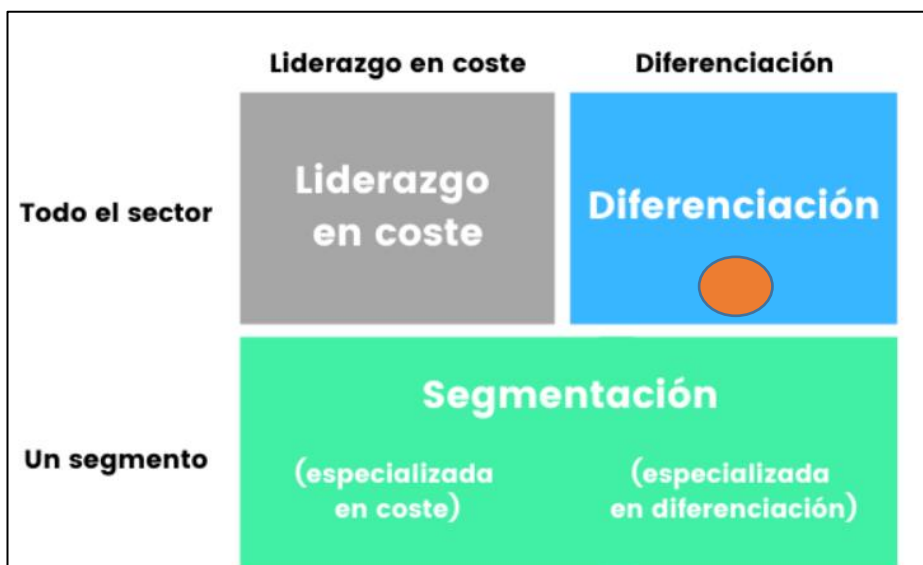 Liderazgo en coste
Diferenciación
Todo el sector
Liderazgo
en coste
Diferenciación
Un segmento
Segmentación
(especializada
en coste)
(especializada
en diferenciación)